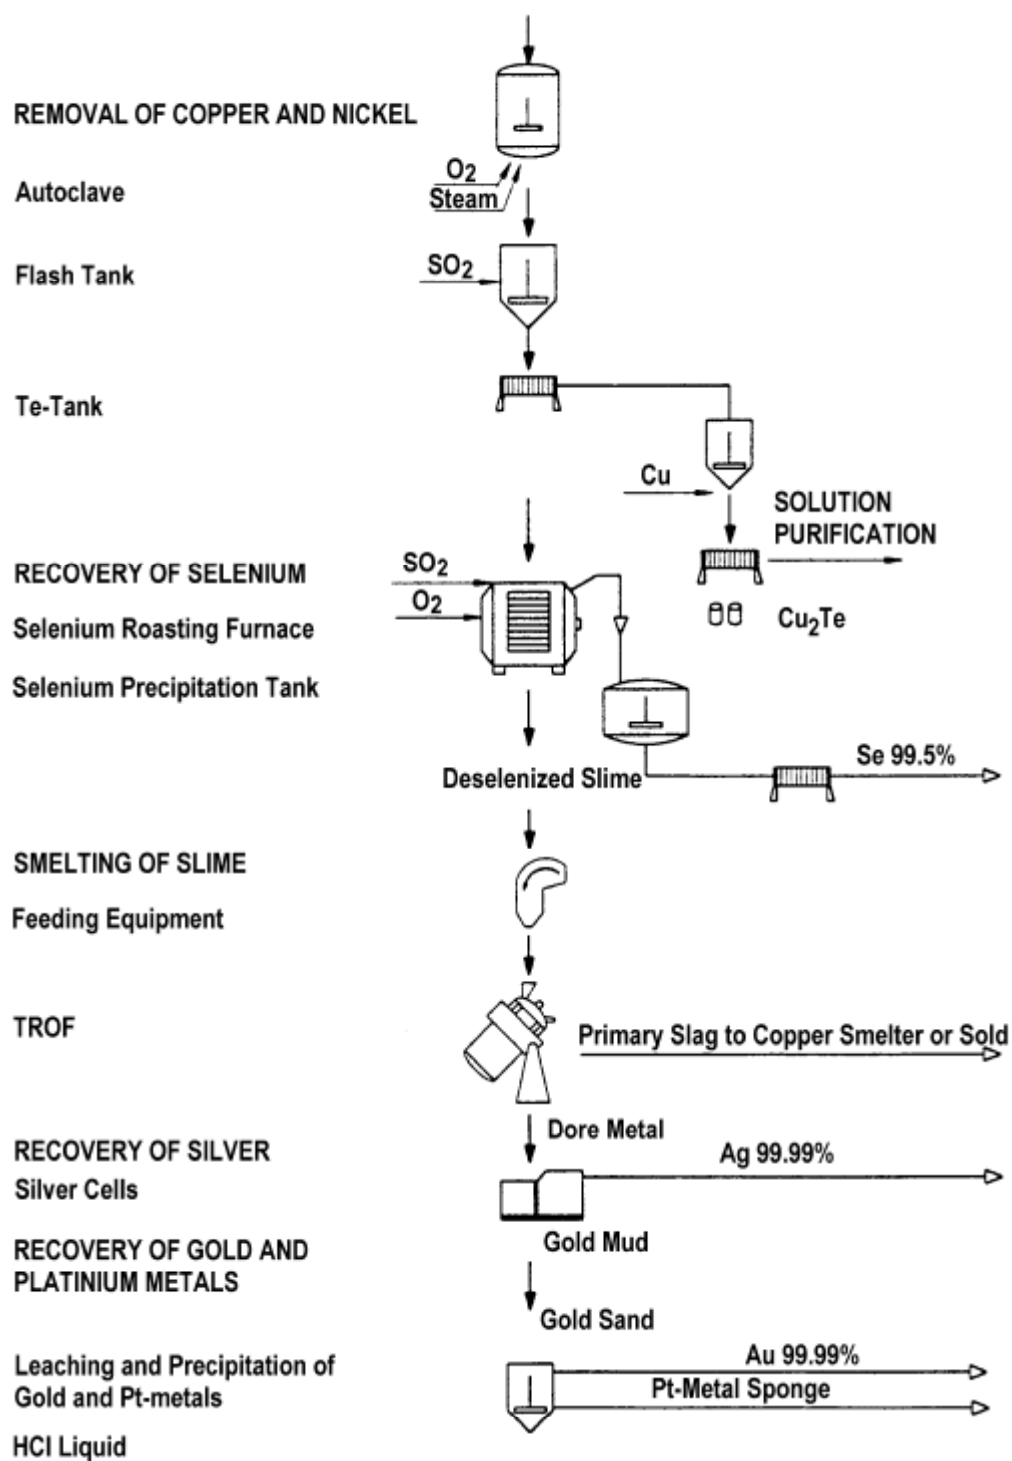 REMOVAL OF COPPER AND NICKEL
O2
Autoclave
Steam
Flash Tank
SO2
Te-Tank
Cu
SOLUTION
PURIFICATION
Cu2Te
RECOVERY OF SELENIUM
SO2
O2
Selenium Roasting Furnace
Selenium Precipitation Tank
Se 99.5%
Deselenized Slime
SMELTING OF SLIME
Feeding Equipment
TROF
Primary Slag to Copper Smelter or Sold
Dore Metal
RECOVERY OF SILVER
Ag 99.99%
Silver Cells
Gold Mud
RECOVERY OF GOLD AND
PLATINIUM METALS
Gold Sand
Leaching and Precipitation of
Gold and Pt-metals
Au 99.99%
Pt-Metal Sponge
HCl Liquid